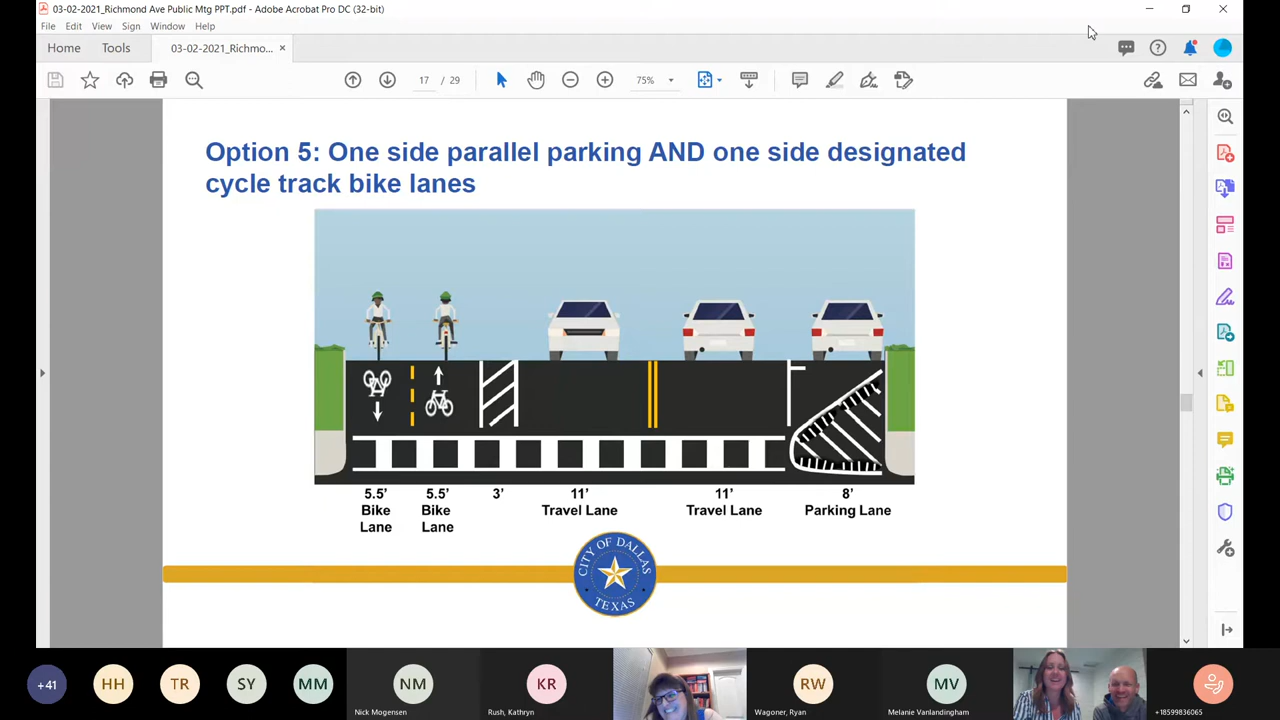 03-02-2021_Richmond Ave Public Mtg PPT.pdf - Adobe Acrobat Pro DC (32-bit)
File Edit View Sign Window Help
Home Tools 03-02-2021_Richmo... ×
17 / 29 75%
Option 5: One side parallel parking AND one side designated
cycle track bike lanes
5.5' 5.5' 3' 11' 11' 8'
Bike Bike Travel Lane Travel Lane Parking Lane
Lane Lane
CITY OF DALLAS
TEXAS
+41 HH TR SY MM NM KR RW MV
Nick Mogensen Rush, Kathryn Wagoner, Ryan Melanie Vanlandingham +18599836065